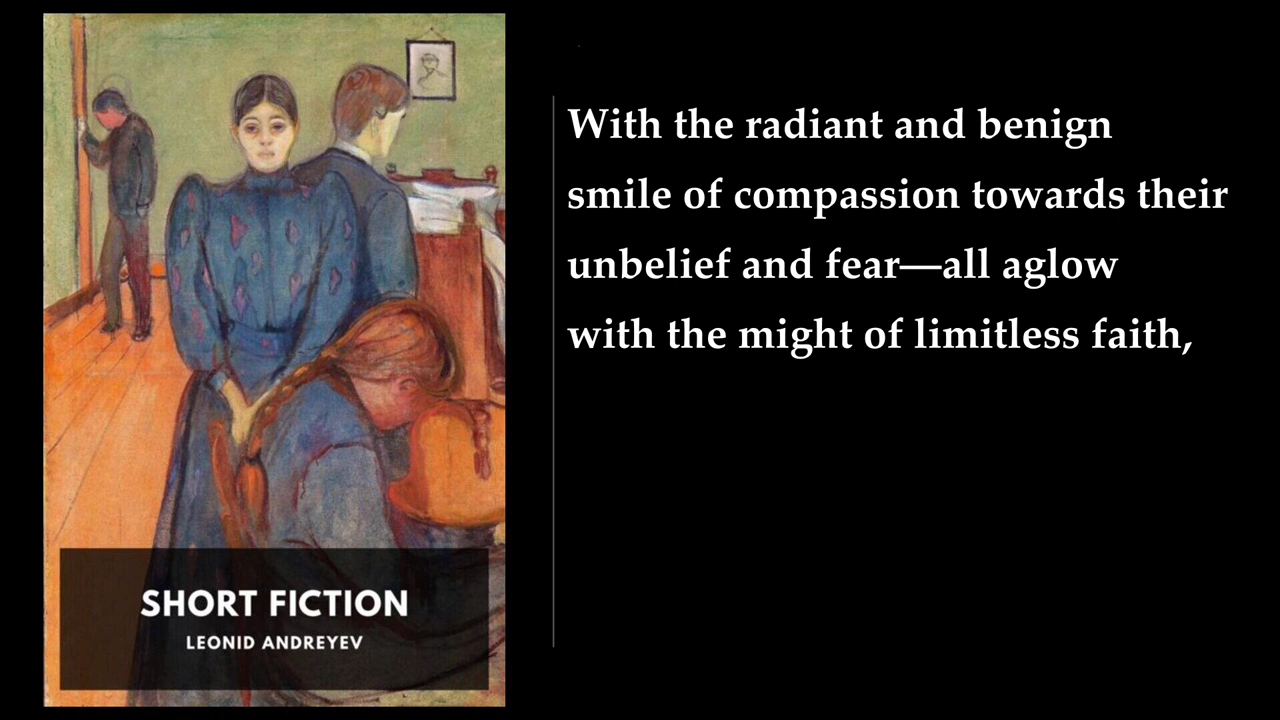 SHORT FICTION
LEONID ANDREYEV
With the radiant and benign
smile of compassion towards their
unbelief and fear—all aglow
with the might of limitless faith,